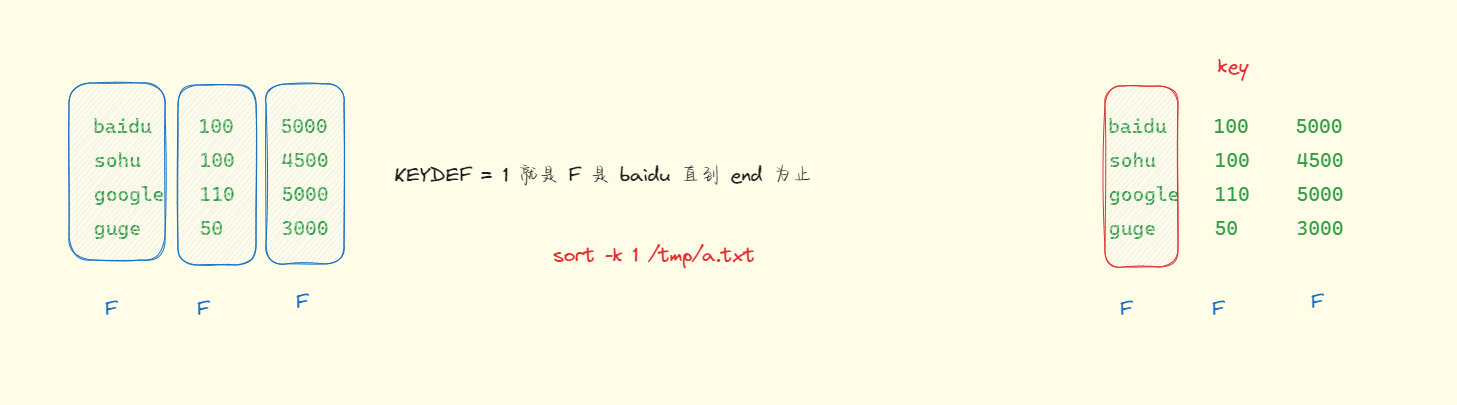 key
baidu 100 5000
sohu 100 4500
google 110 5000
guge 50 3000
KEYDEF = 1 就是 F 是 baidu 直到 end 为止
sort -k 1 /tmp/a.txt
F F F
baidu 100 5000
sohu 100 4500
google 110 5000
guge 50 3000
F F F